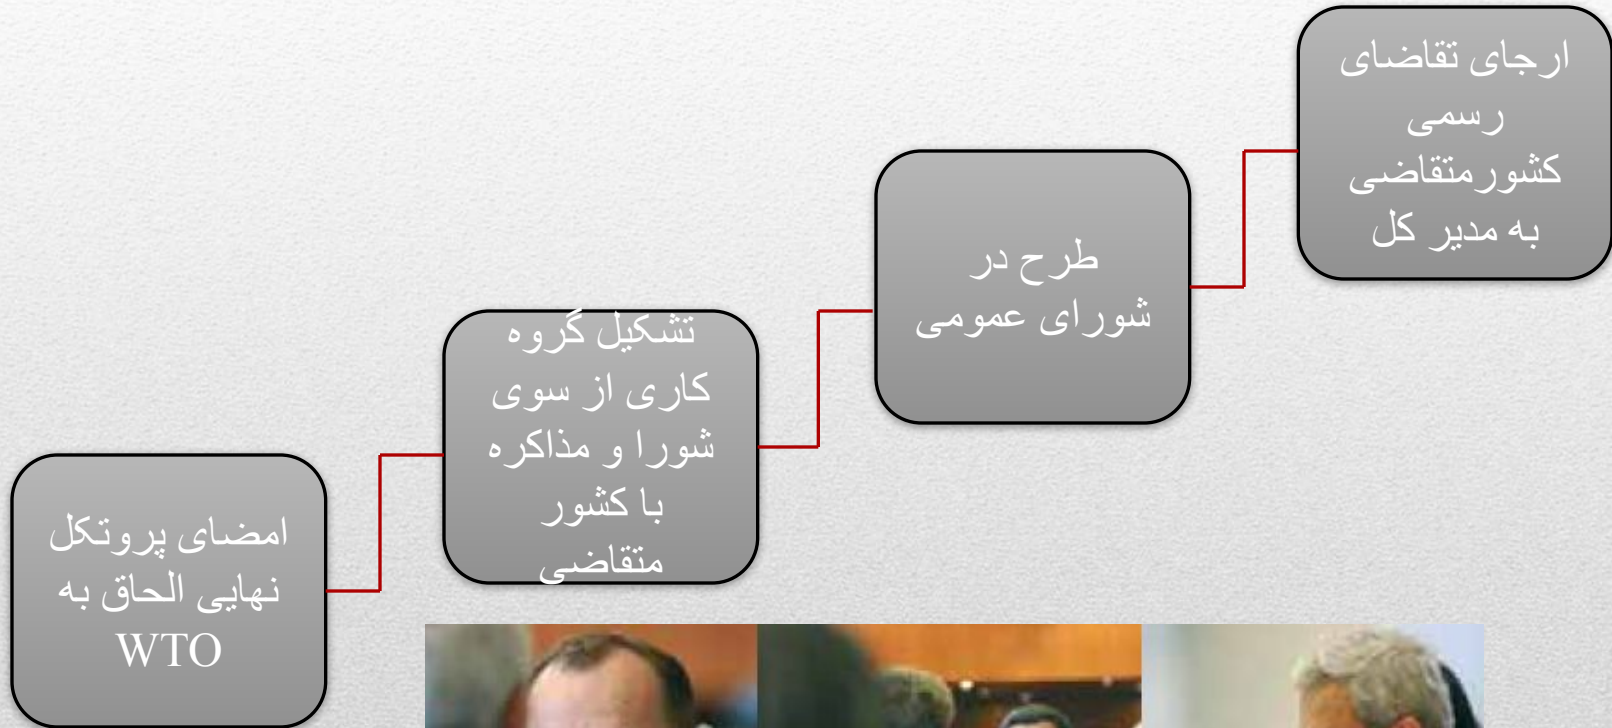 ارجای تقاضای
رسمی
کشورمتقاضی
به مدیر کل
طرح در
شورای عمومی
تشکیل گروه
کاری از سوی
شورا و مذاکره
با کشور
متقاضی
امضای پروتکل
نهایی الحاق به
WTO